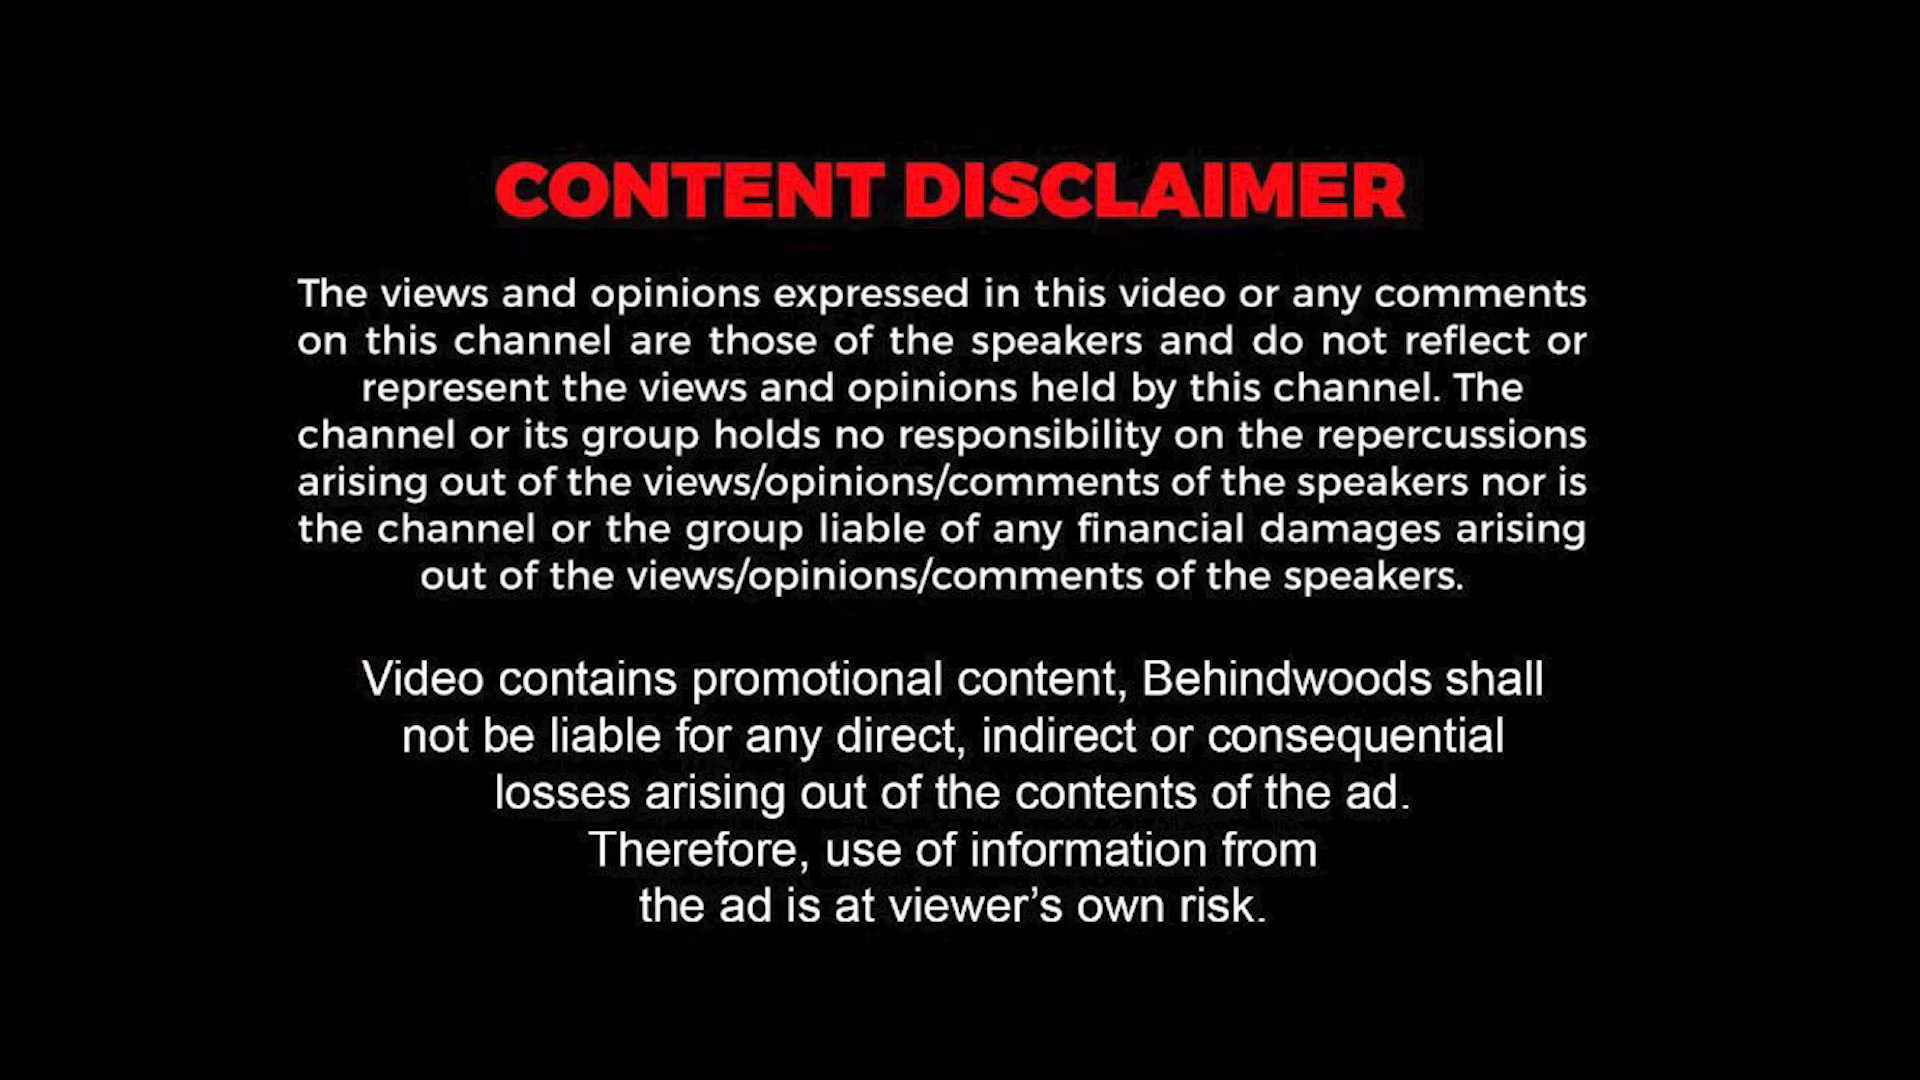 CONTENT DISCLAIMER
The views and opinions expressed in this video or any comments
on this channel are those of the speakers and do not reflect or
represent the views and opinions held by this channel. The
channel or its group holds no responsibility on the repercussions
arising out of the views/opinions/comments of the speakers nor is
the channel or the group liable of any financial damages arising
out of the views/opinions/comments of the speakers.
Video contains promotional content, Behindwoods shall
not be liable for any direct, indirect or consequential
losses arising out of the contents of the ad.
Therefore, use of information from
the ad is at viewer’s own risk.